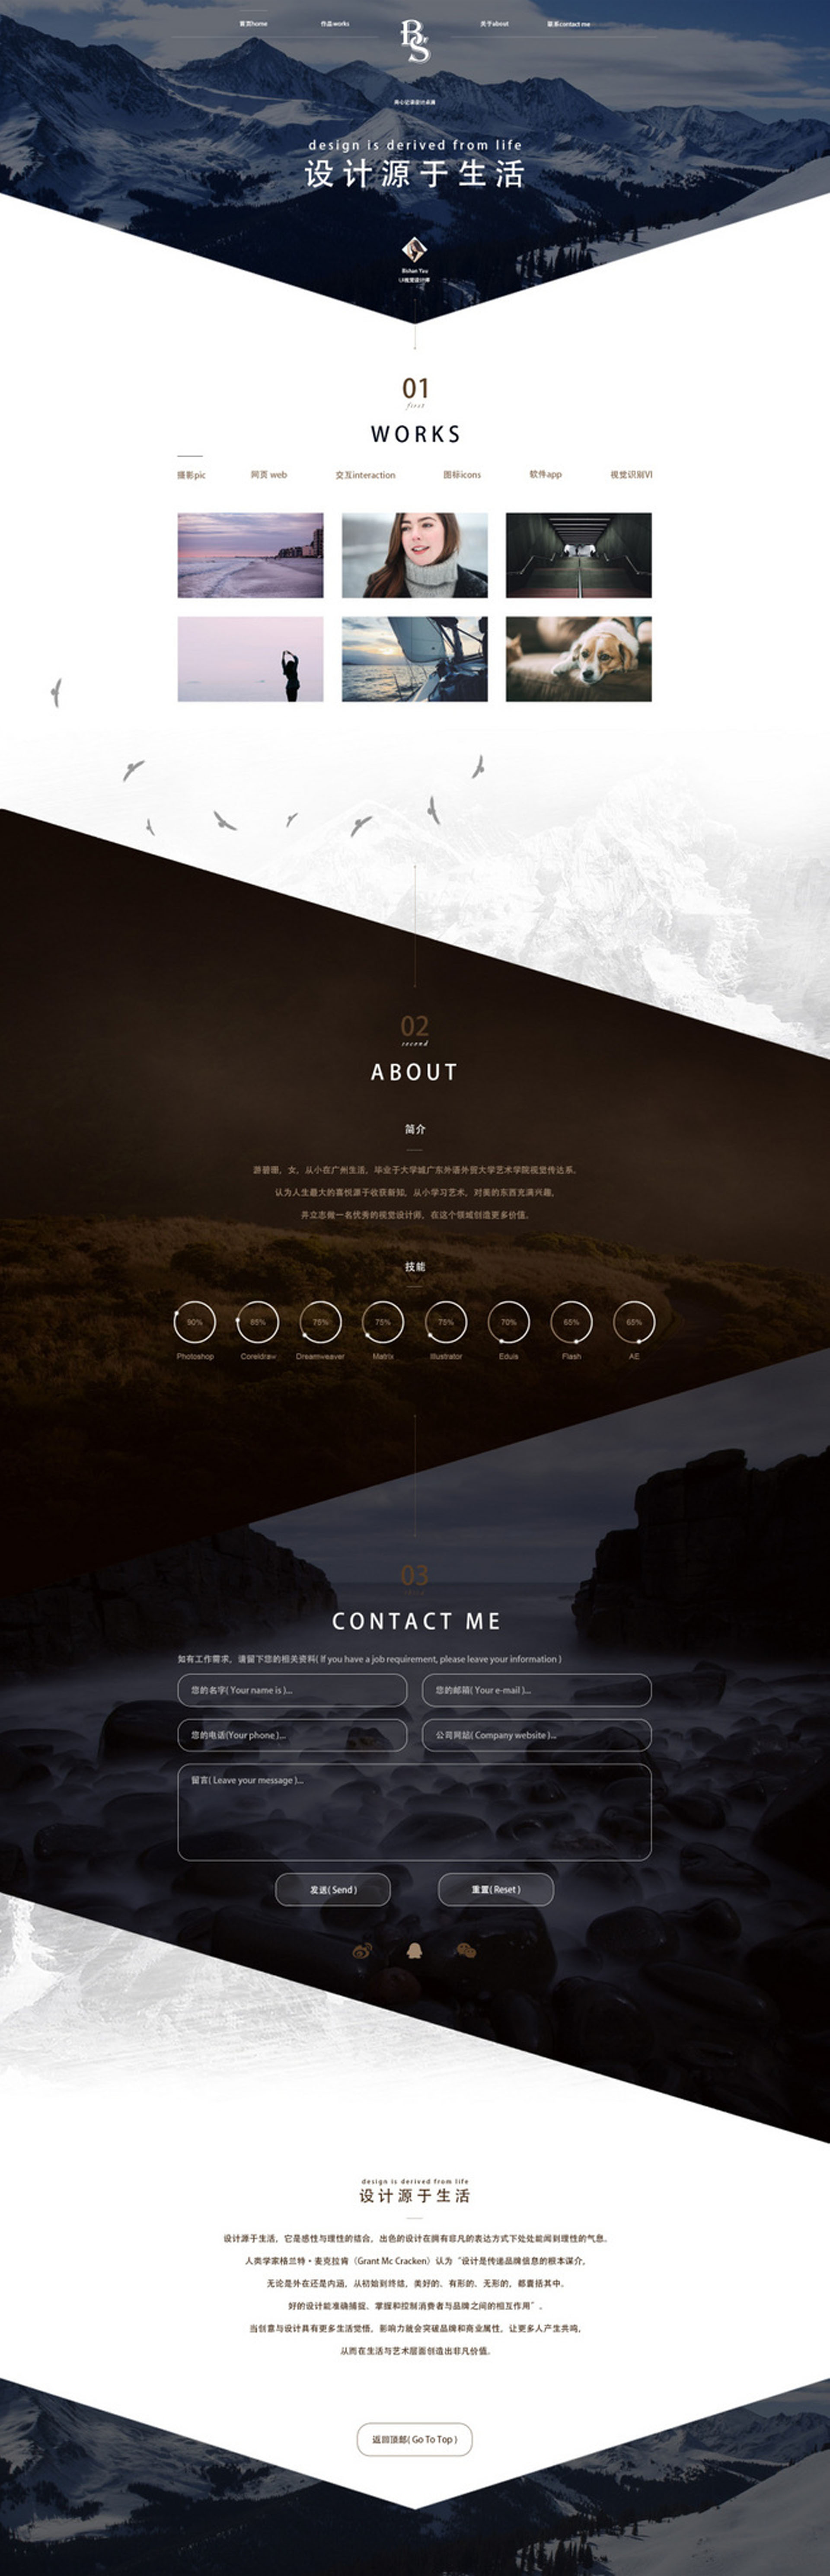 首页home
作品works
BS
关于about
联系contact me
用心记录设计点滴
design is derived from life
设计源于生活
Bishan Yau
UI视觉设计师
01
first
WORKS
摄影pic
网页 web
交互interaction
图标icons
软件app
视觉识别VI
02
second
ABOUT
简介
游碧珊，女，从小在广州生活，毕业于大学城广东外语外贸大学艺术学院视觉传达系。
认为人生最大的喜悦源于收获新知，从小学习艺术，对美的东西充满兴趣，
并立志做一名优秀的视觉设计师，在这个领域创造更多价值。
技能
90%
85%
75%
75%
75%
70%
65%
65%
Photoshop
Coreldraw
Dreamweaver
Matrix
Illustrator
Eduis
Flash
AE
03
CONTACT ME
如有工作需求，请留下您的相关资料( If you have a job requirement, please leave your information )
您的名字( Your name is )...
您的邮箱( Your e-mail )...
您的电话(Your phone )...
公司网站( Company website )...
留言( Leave your message )...
发送( Send )
重置( Reset )
design is derived from life
设计源于生活
设计源于生活，它是感性与理性的结合，出色的设计在拥有非凡的表达方式下处处能闻到理性的气息。
人类学家格兰特·麦克拉肯（Grant Mc Cracken）认为“设计是传递品牌信息的根本媒介，
无论是外在还是内涵，从初始到终结，美好的、有形的、无形的，都囊括其中。
好的设计能准确捕捉、掌握和控制消费者与品牌之间的相互作用”。
当创意与设计具有更多生活觉悟，影响力就会突破品牌和商业属性，让更多人产生共鸣，
从而在生活与艺术层面创造出非凡价值。
返回顶部( Go To Top )